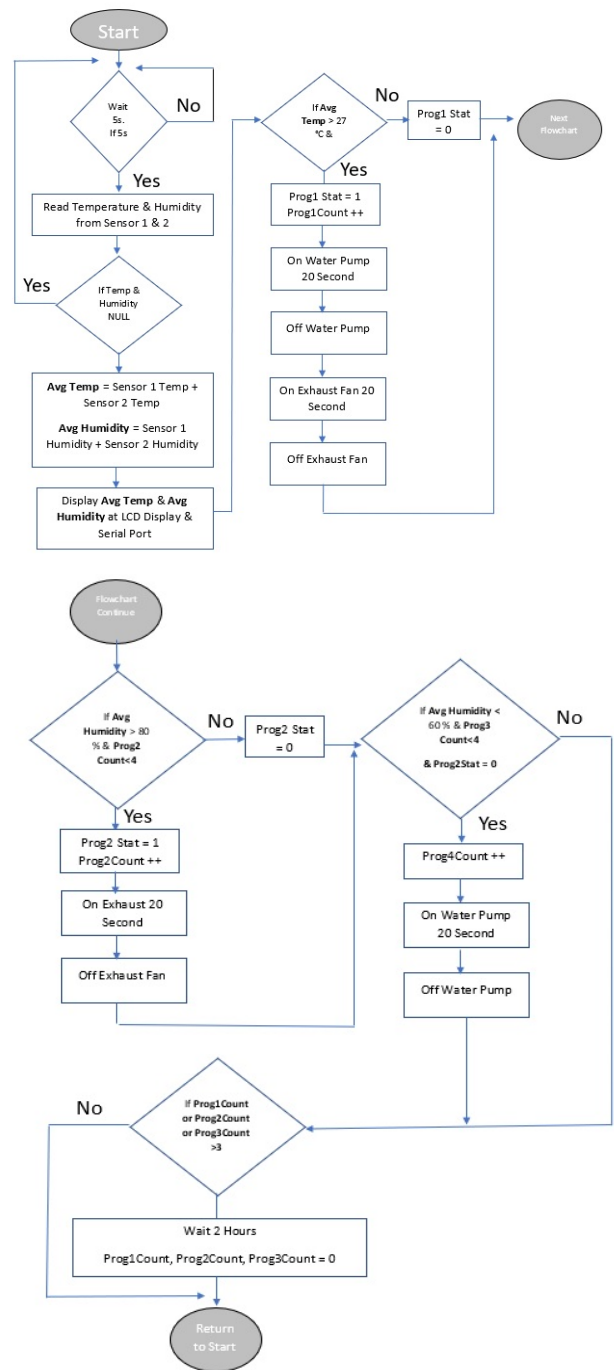 Start
Wait
5s.
If 5s
No
Yes
Read Temperature & Humidity
from Sensor 1 & 2
Yes
If Temp &
Humidity
NULL
Avg Temp = Sensor 1 Temp +
Sensor 2 Temp
Avg Humidity = Sensor 1
Humidity + Sensor 2 Humidity
Display Avg Temp & Avg
Humidity at LCD Display &
Serial Port
If Avg
Temp > 27
°C &
No
Prog1 Stat
= 0
Next
Flowchart
Yes
Prog1 Stat = 1
Prog1Count ++
On Water Pump
20 Second
Off Water Pump
On Exhaust Fan 20
Second
Off Exhaust Fan
Flowchart
Continue
If Avg
Humidity > 80
% & Prog2
Count<4
No
Prog2 Stat
= 0
Yes
Prog2 Stat = 1
Prog2Count ++
On Exhaust 20
Second
Off Exhaust Fan
If Avg Humidity <
60 % & Prog3
Count<4
& Prog2Stat = 0
No
Yes
Prog4Count ++
On Water Pump
20 Second
Off Water Pump
If Prog1Count
or Prog2Count
or Prog3Count
>3
No
Wait 2 Hours
Prog1Count, Prog2Count, Prog3Count = 0
Return
to Start